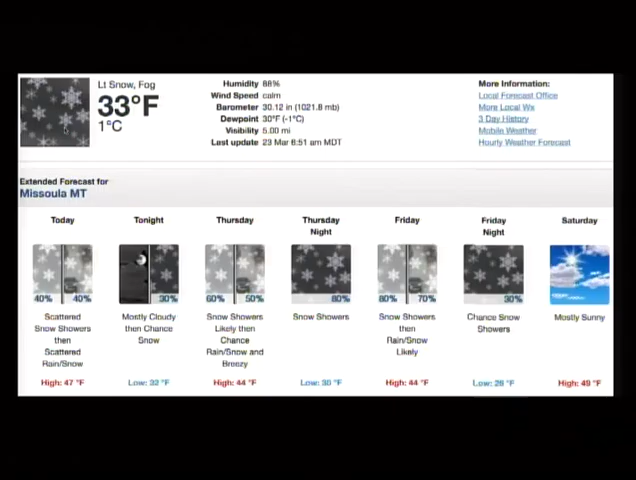 Lt Snow, Fog
33°F
1°C
Humidity 88%
Wind Speed calm
Barometer 30.12 in (1021.8 mb)
Dewpoint 30°F (-1°C)
Visibility 5.00 mi
Last update 23 Mar 8:51 am MDT
More Information:
Local Forecast Office
More Local Wx
3 Day History
Mobile Weather
Hourly Weather Forecast
Extended Forecast for
Missoula MT
Today
40% 40%
Scattered
Snow Showers
then
Scattered
Rain/Snow
High: 47 °F
Tonight
30%
Mostly Cloudy
then Chance
Snow
Low: 32 °F
Thursday
60% 50%
Snow Showers
Likely then
Chance
Rain/Snow and
Breezy
High: 44 °F
Thursday
Night
80%
Snow Showers
Low: 30 °F
Friday
80% 70%
Snow Showers
then
Rain/Snow
Likely
High: 44 °F
Friday
Night
30%
Chance Snow
Showers
Low: 26 °F
Saturday
Mostly Sunny
High: 49 °F